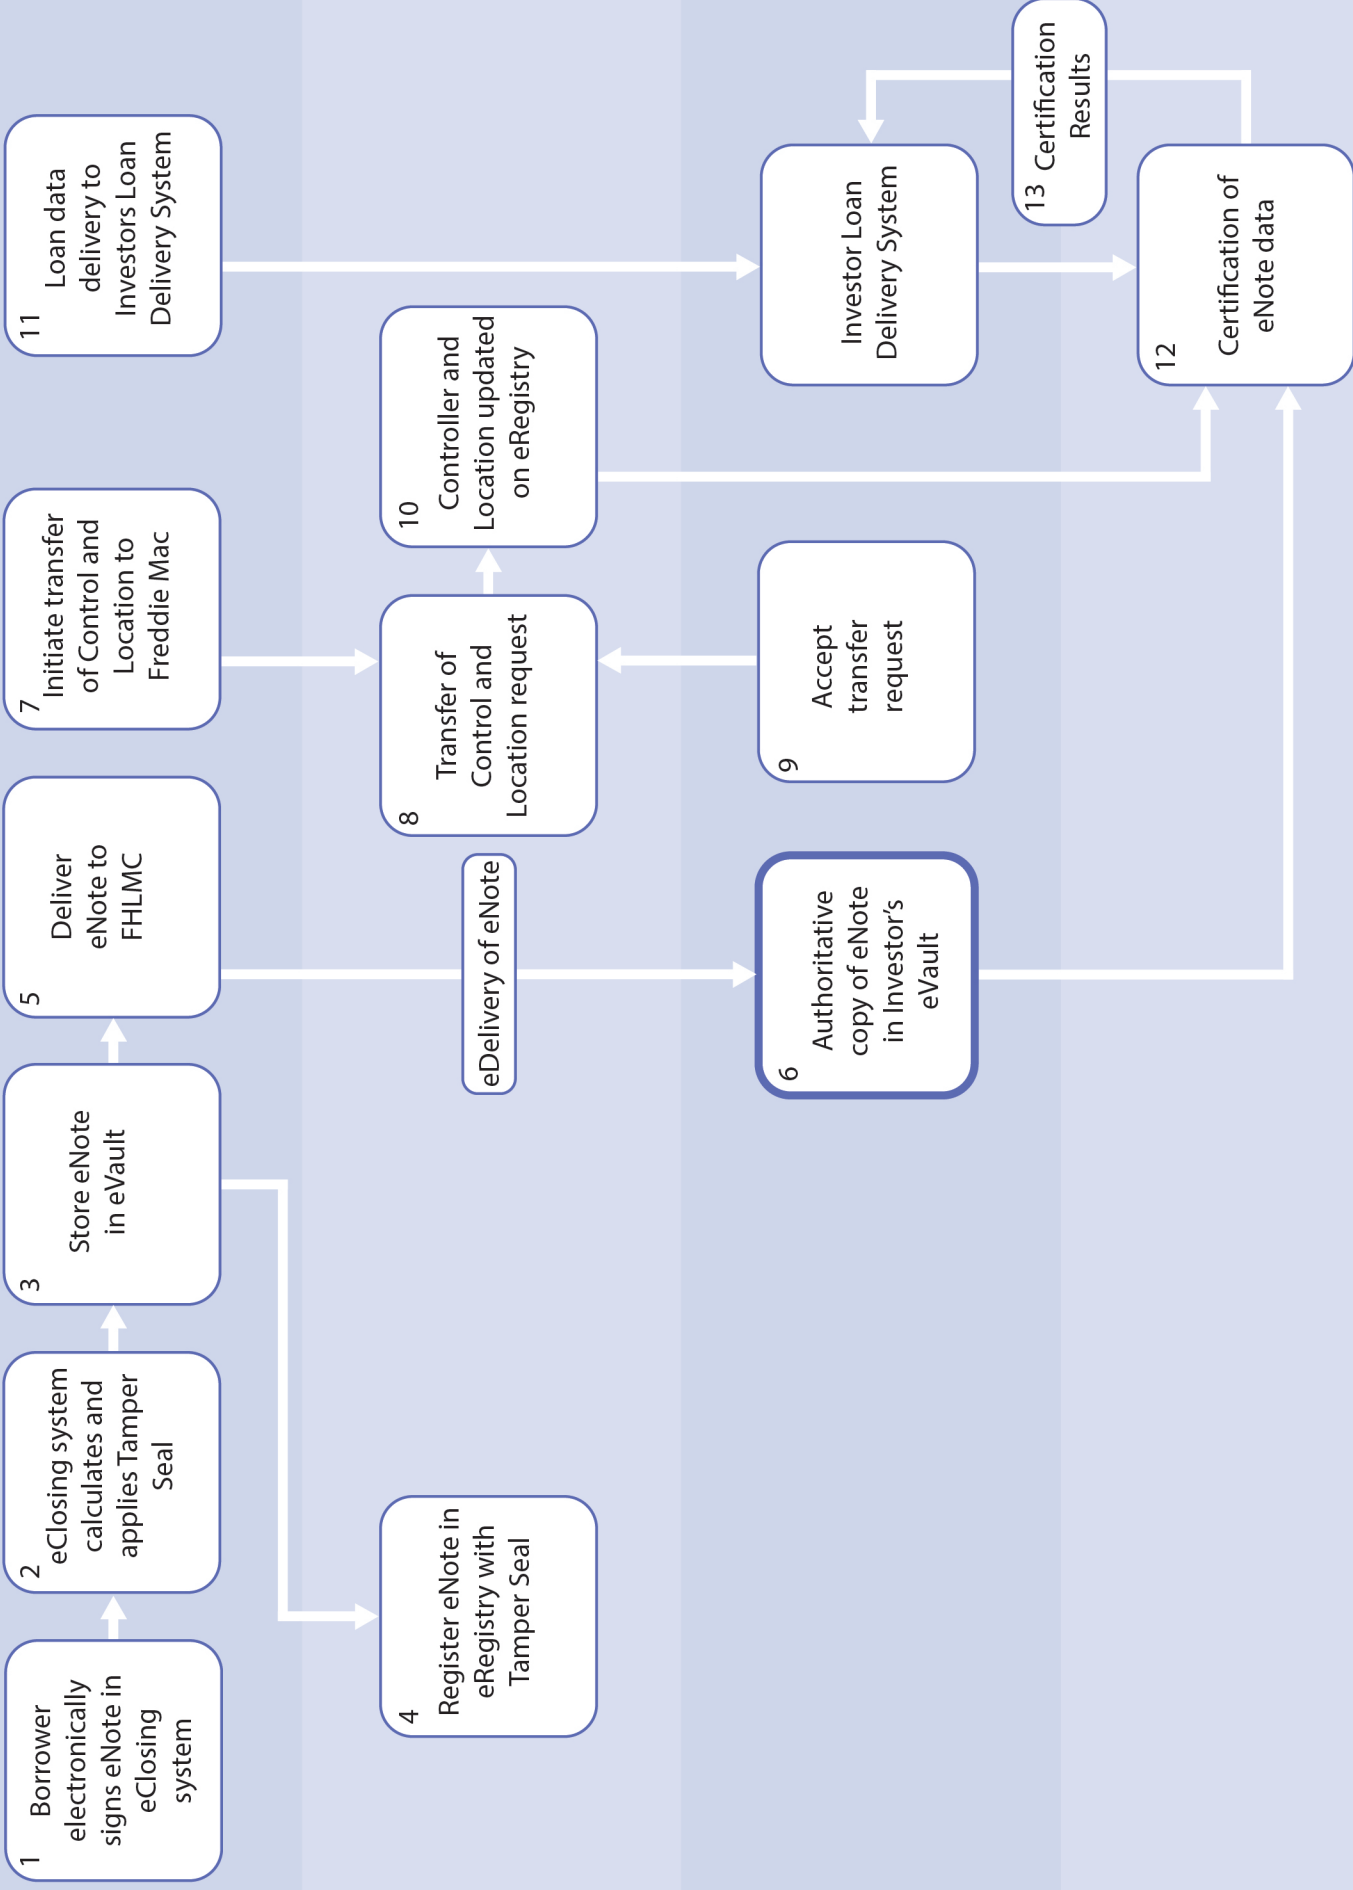 1
Borrower
electronically
signs eNote in
eClosing
system
2
eClosing system
calculates and
applies Tamper
Seal
3
Store eNote
in eVault
4
Register eNote in
eRegistry with
Tamper Seal
5
Deliver
eNote to
FHLMC
eDelivery of eNote
6
Authoritative
copy of eNote
in Investor’s
eVault
7
Initiate transfer
of Control and
Location to
Freddie Mac
8
Transfer of
Control and
Location request
9
Accept
transfer
request
10
Controller and
Location updated
on eRegistry
11
Loan data
delivery to
Investors Loan
Delivery System
Investor Loan
Delivery System
12
Certification of
eNote data
13 Certification
Results